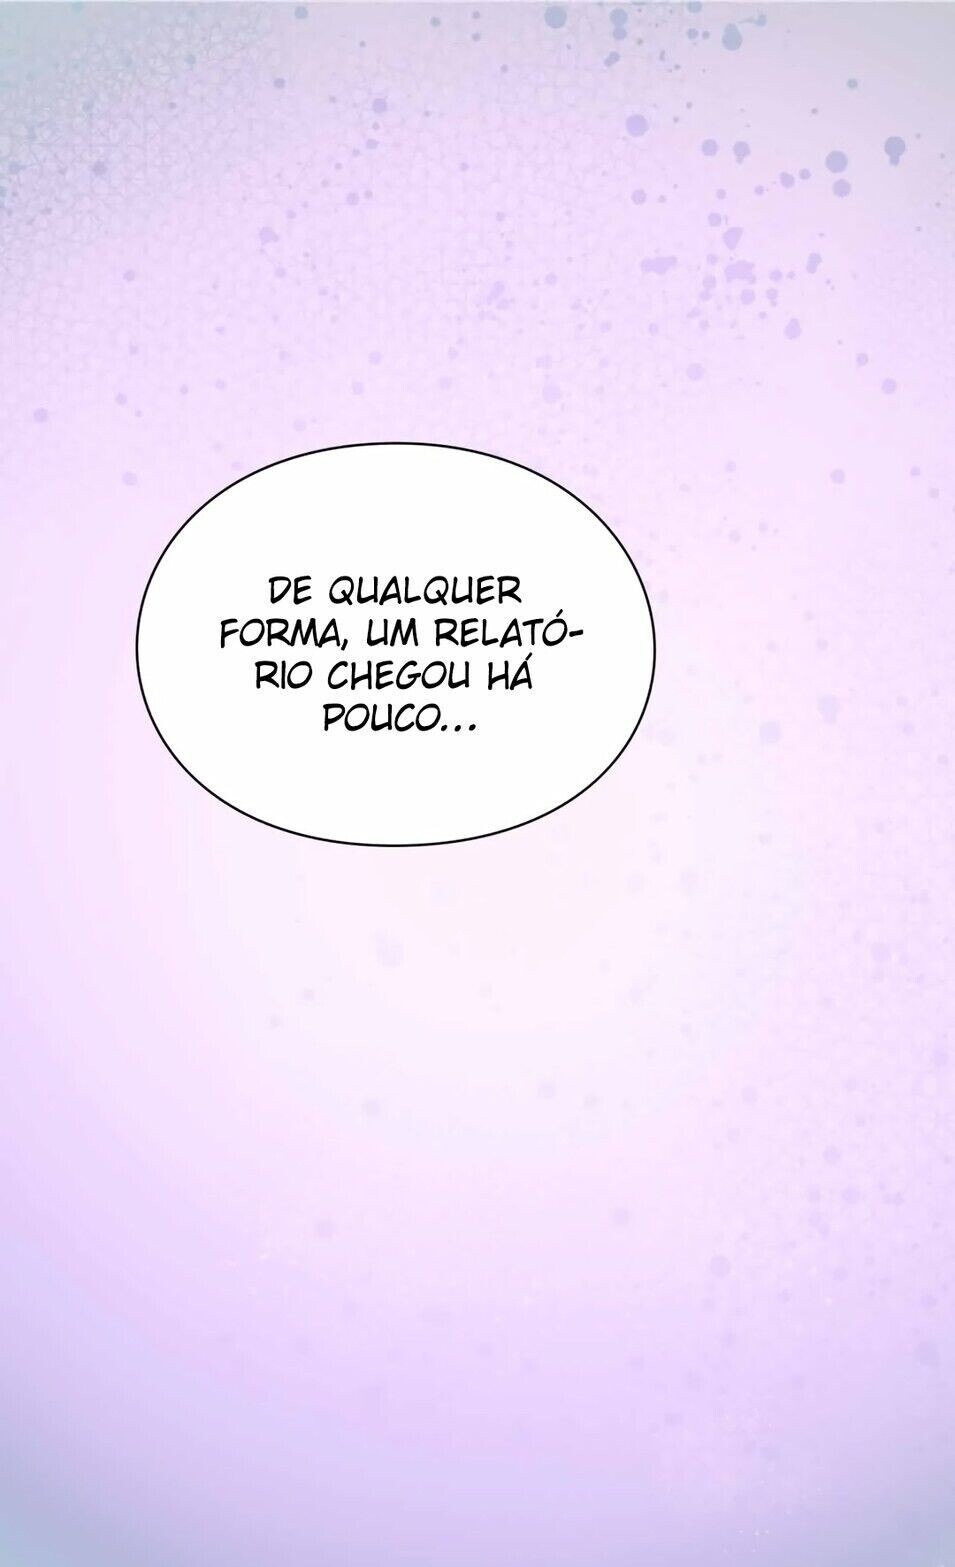 DE QUALQUER
FORMA, UM RELATÓ-
RIO CHEGOU HÁ
POUCO...